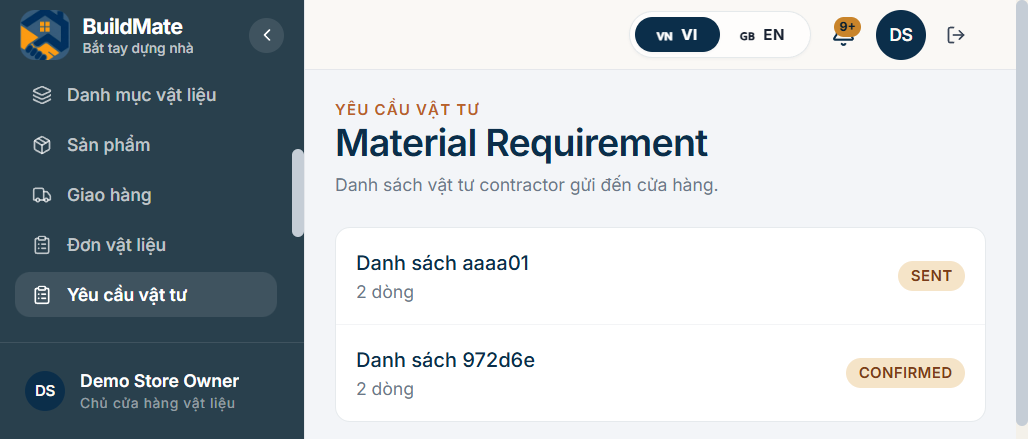 BuildMate
Bắt tay dựng nhà
Danh mục vật liệu
Sản phẩm
Giao hàng
Đơn vật liệu
Yêu cầu vật tư
DS
Demo Store Owner
Chủ cửa hàng vật liệu
VN VI
GB EN
9+
DS
YÊU CẦU VẬT TƯ
Material Requirement
Danh sách vật tư contractor gửi đến cửa hàng.
Danh sách aaaa01
2 dòng
SENT
Danh sách 972d6e
2 dòng
CONFIRMED